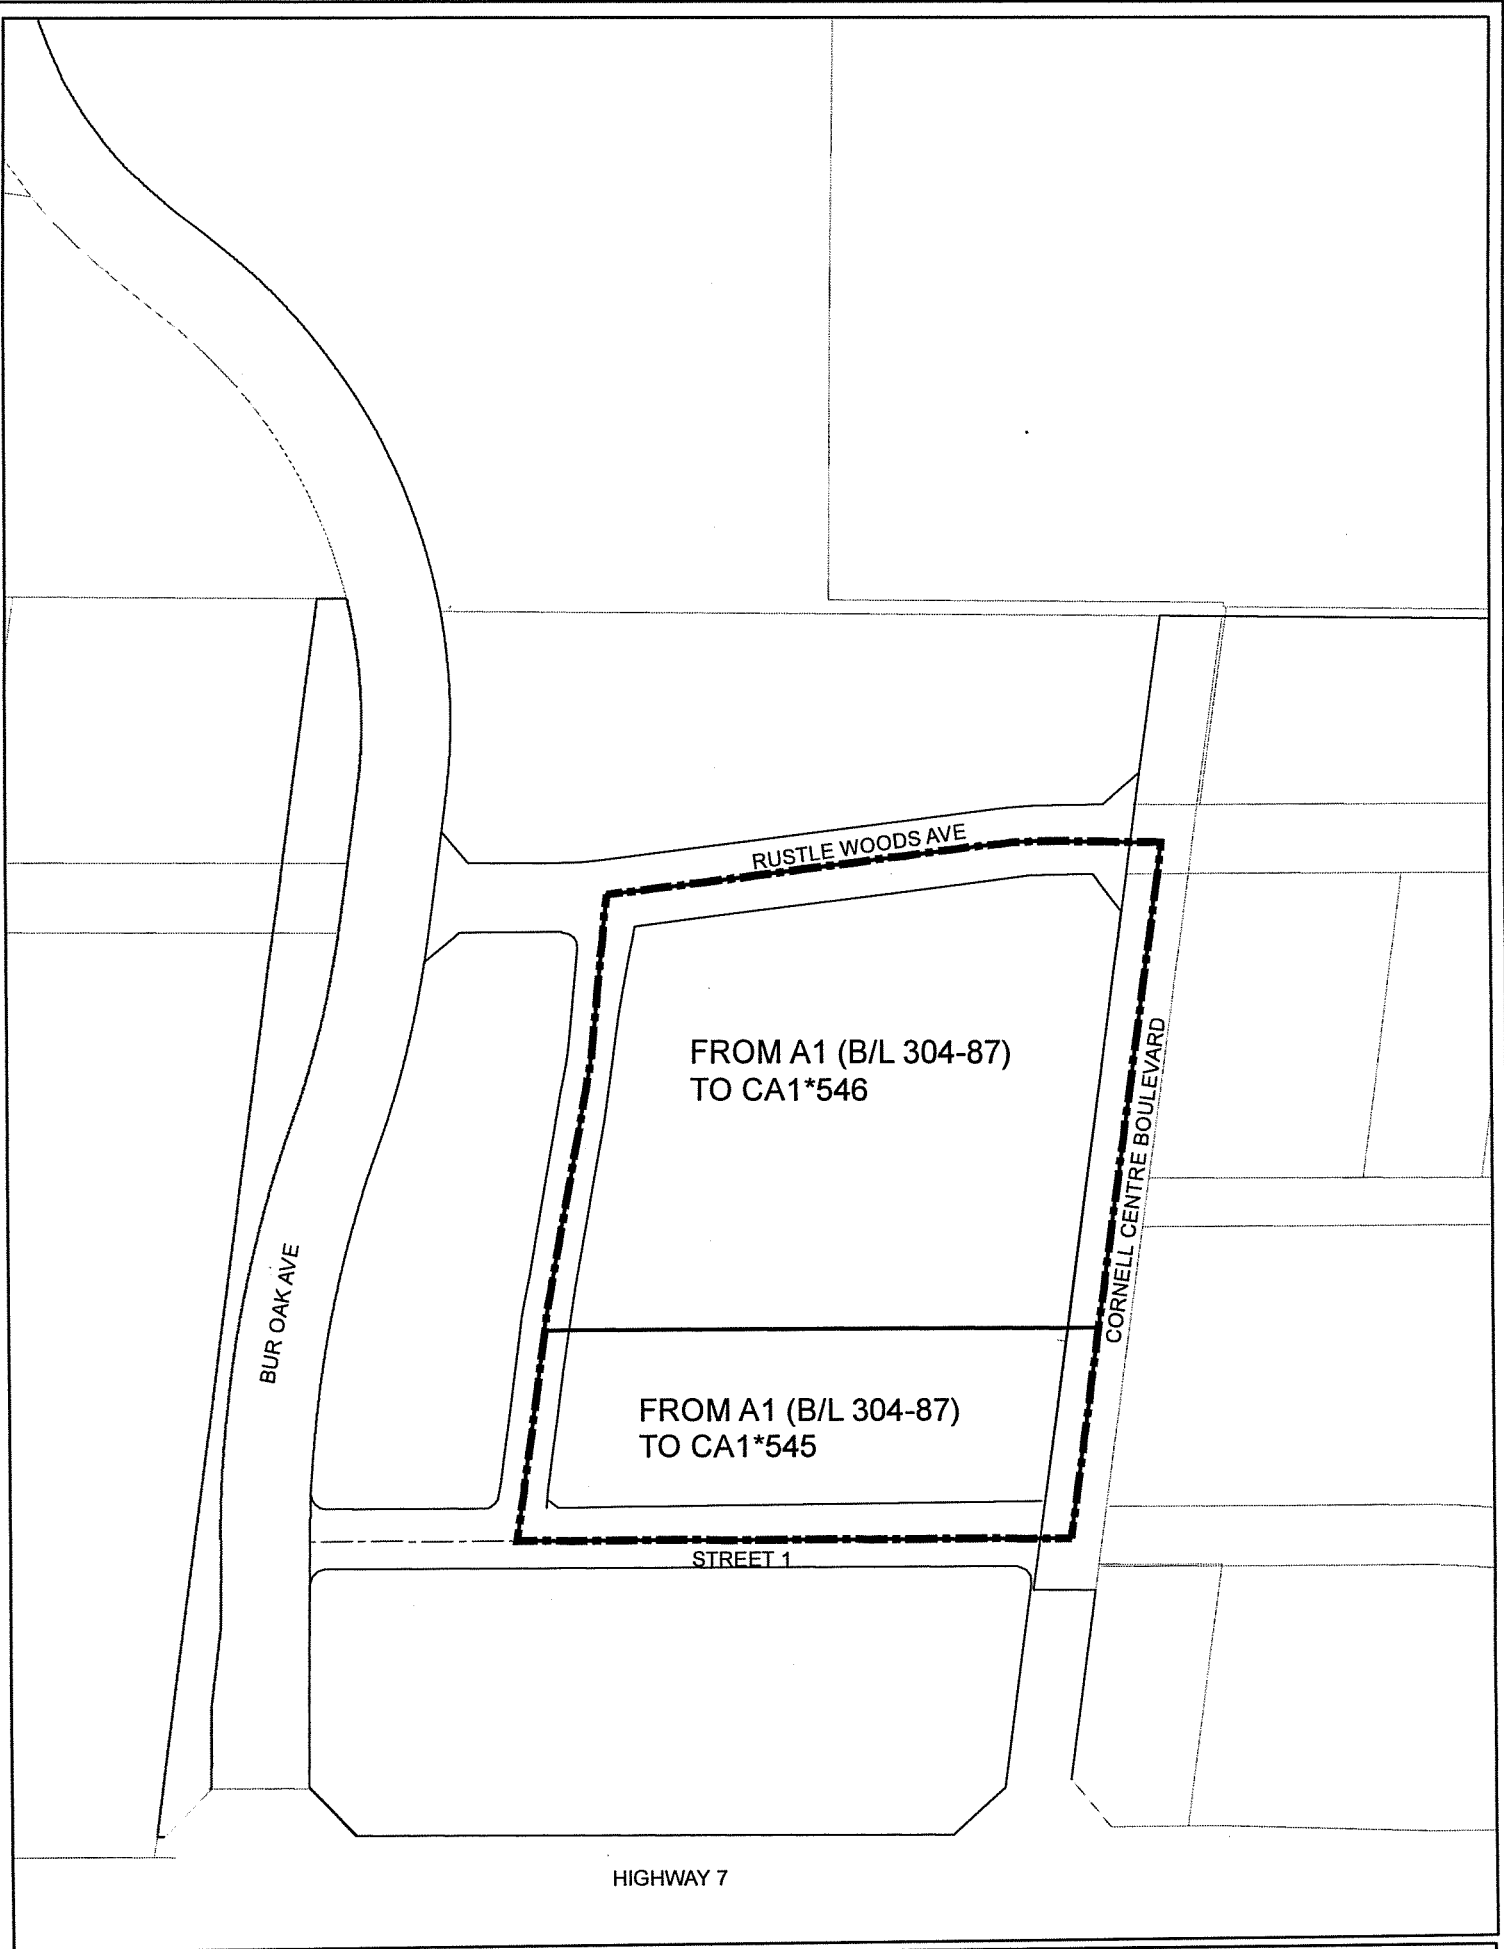 RUSTLE WOODS AVE
FROM A1 (B/L 304-87)
TO CA1*546
CORNELL CENTRE BOULEVARD
BUR OAK AVE
FROM A1 (B/L 304-87)
TO CA1*545
STREET 1
HIGHWAY 7